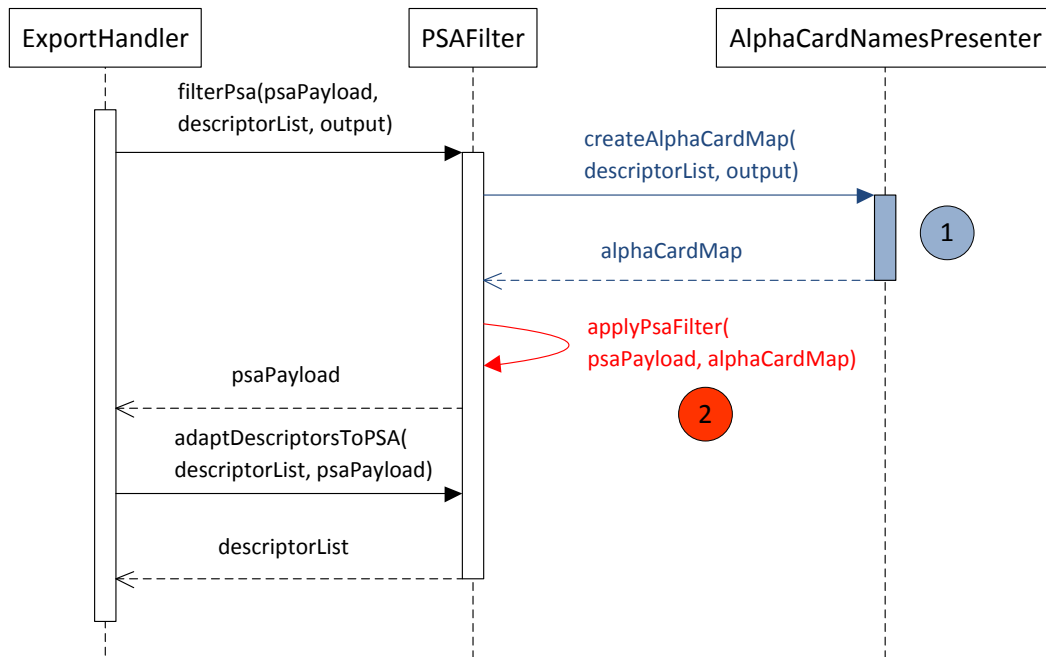 ExportHandler
PSAFilter
AlphaCardNamesPresenter
filterPsa(psaPayload,
descriptorList, output)
createAlphaCardMap(
descriptorList, output)
1
alphaCardMap
applyPsaFilter(
psaPayload, alphaCardMap)
psaPayload
2
adaptDescriptorsToPSA(
descriptorList, psaPayload)
descriptorList